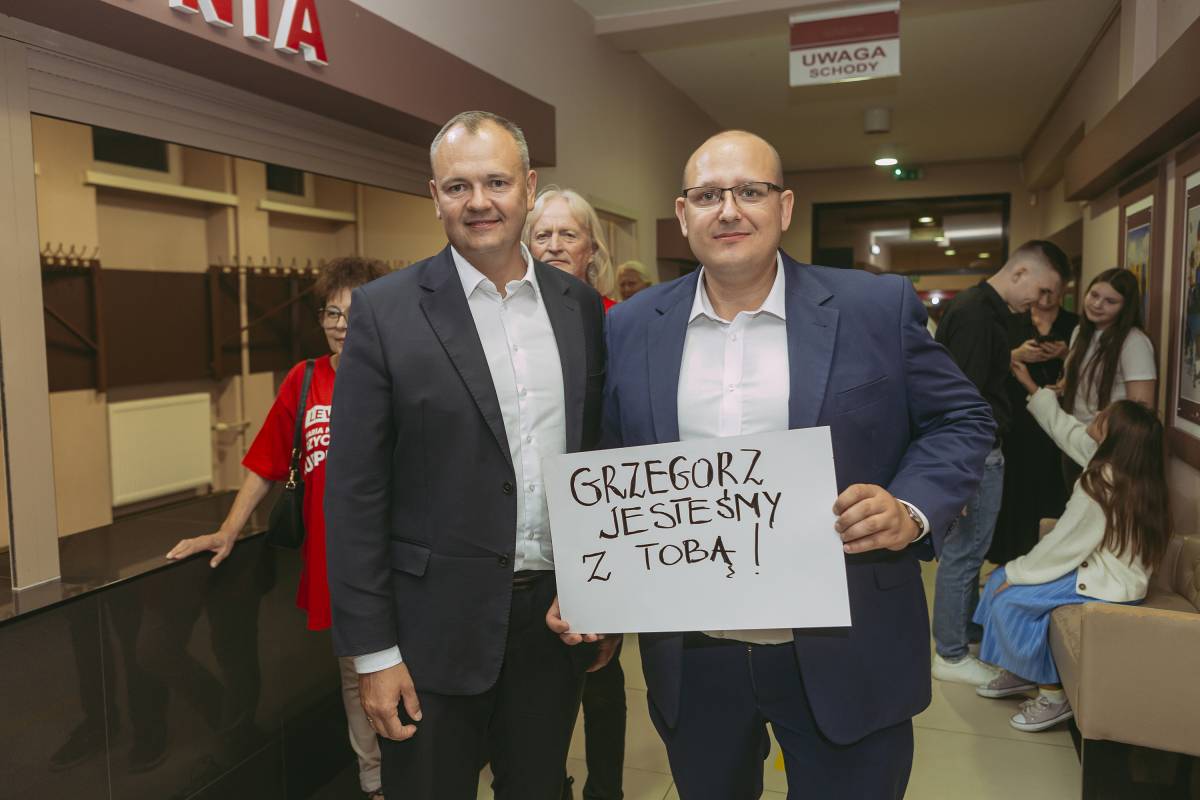 NIA
UWAGA
SCHODY
GRZEGORZ
JESTEŚMY
Z TOBĄ!